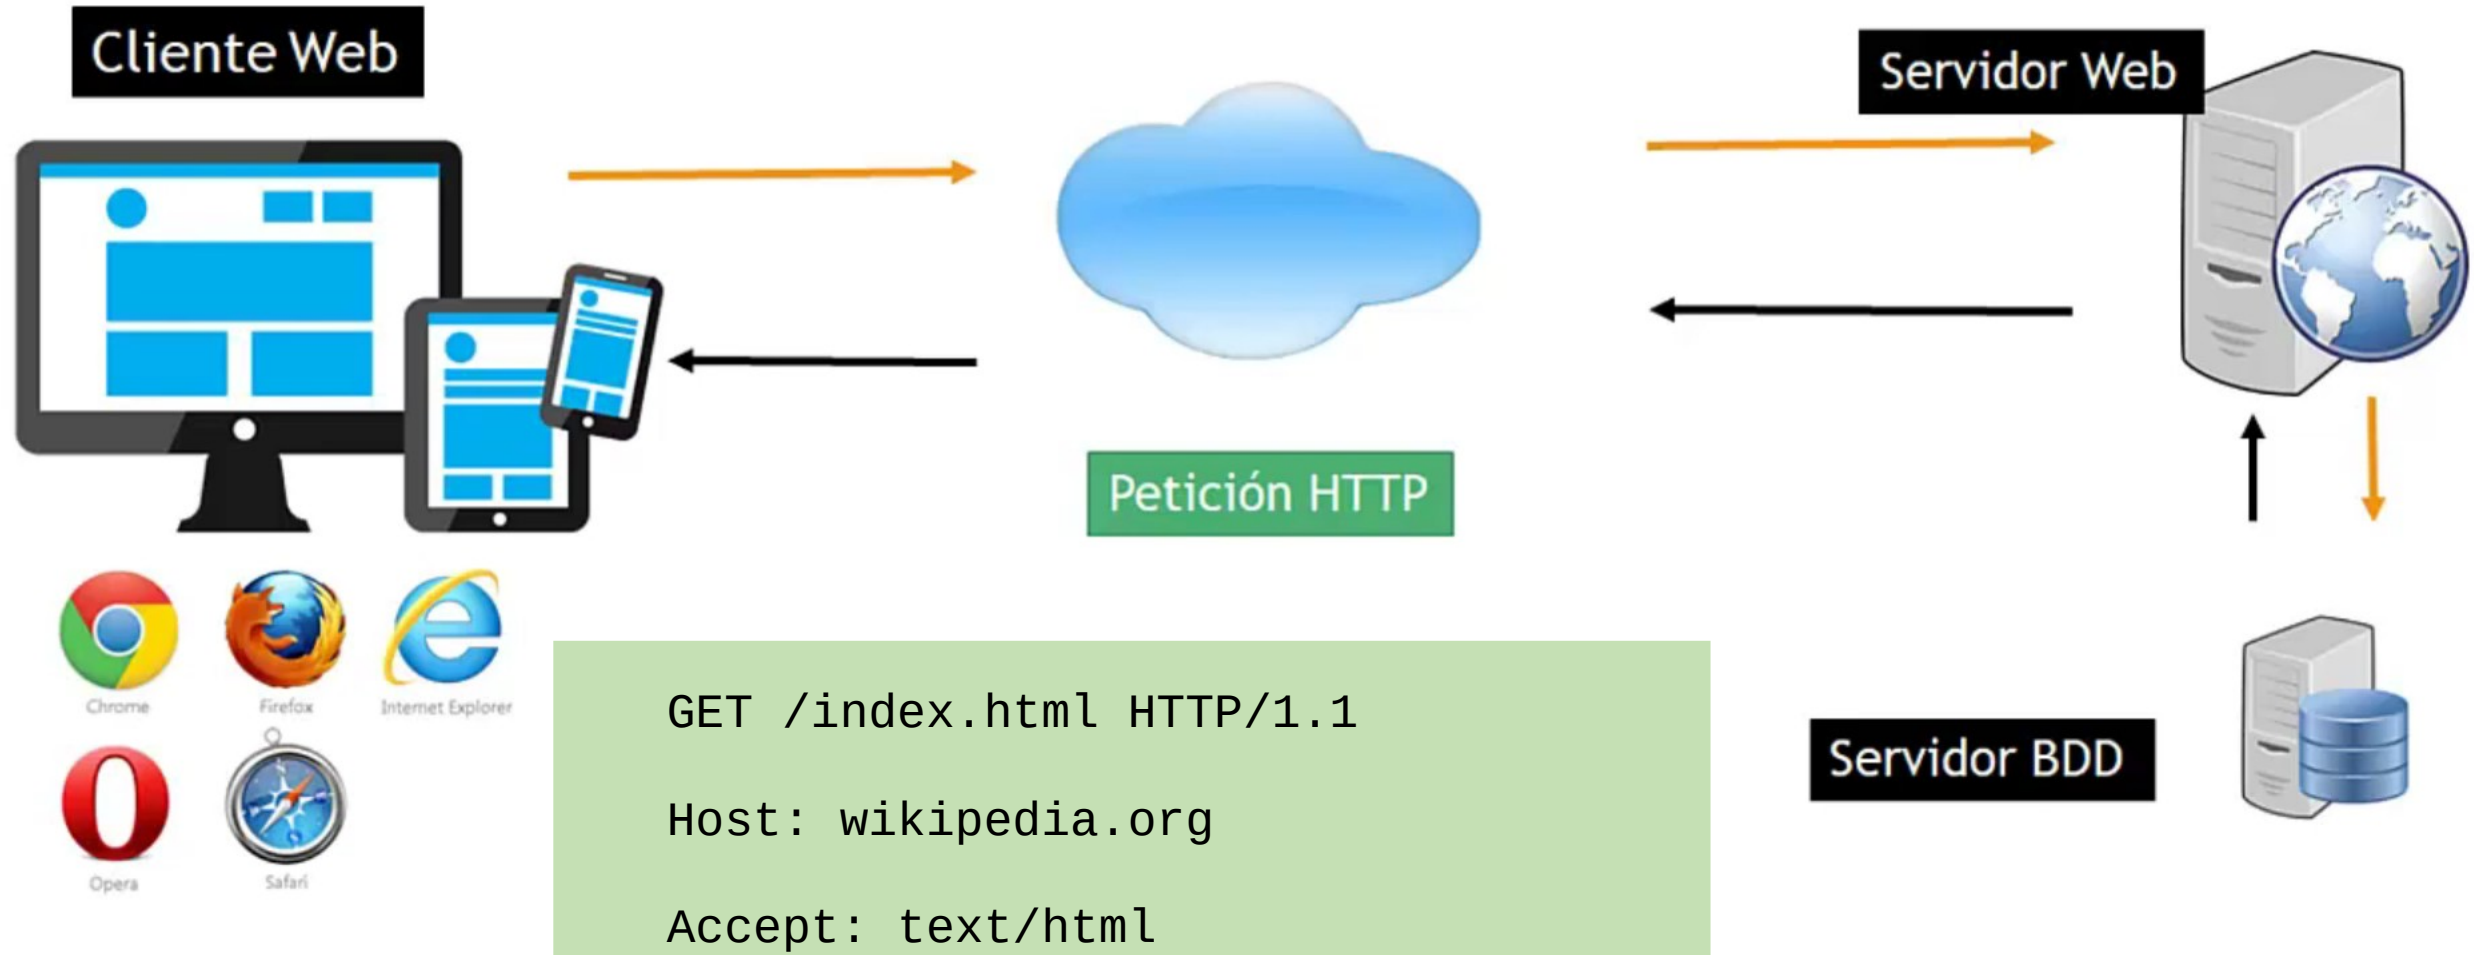 Cliente Web
Servidor Web
Petición HTTP
Chrome
Firefox
Internet Explorer
Opera
Safari
GET /index.html HTTP/1.1
Host: wikipedia.org
Accept: text/html
Servidor BDD